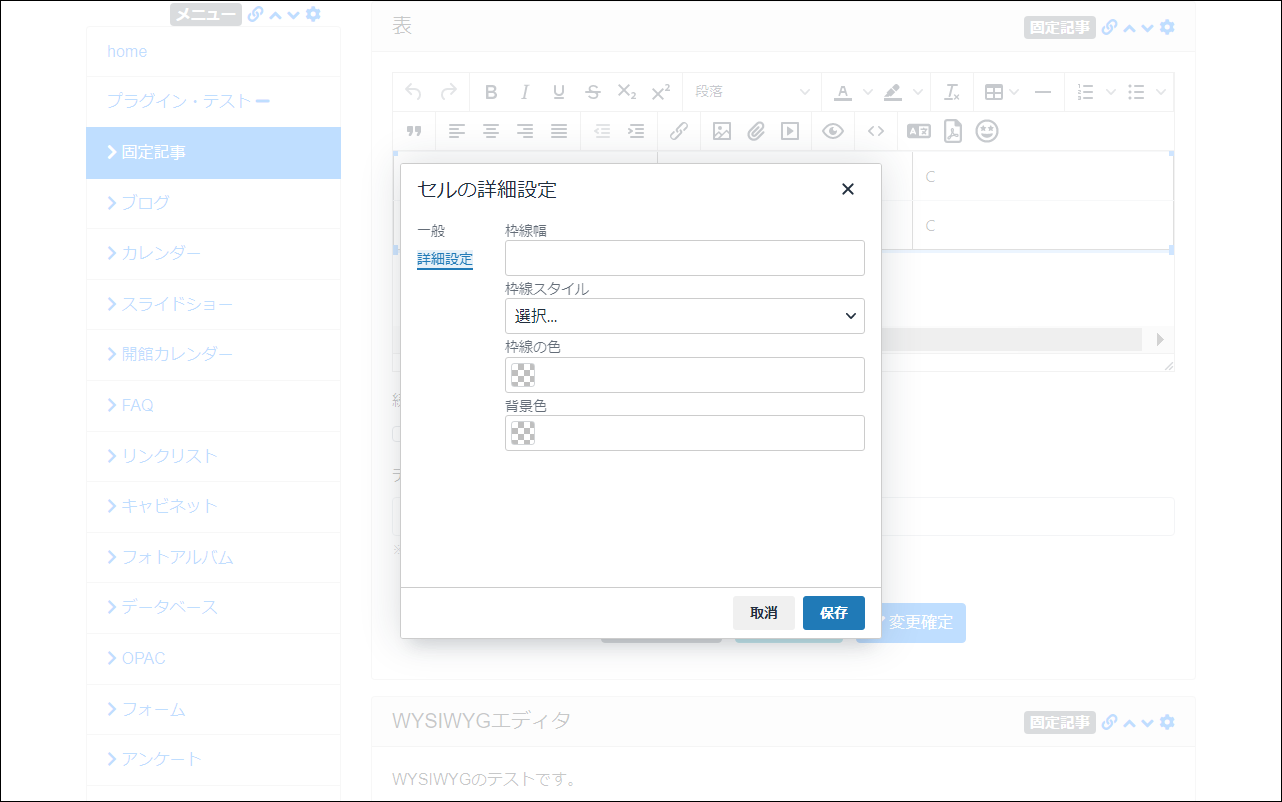 メニュー
home
プラグイン・テスト
固定記事
ブログ
カレンダー
スライドショー
開館カレンダー
FAQ
リンクリスト
キャビネット
フォトアルバム
データベース
OPAC
フォーム
アンケート
表
固定記事
段落
C
C
セルの詳細設定
一般
詳細設定
枠線幅
枠線スタイル
選択...
枠線の色
背景色
取消
保存
変更確定
WYSIWYGエディタ
固定記事
WYSIWYGのテストです。